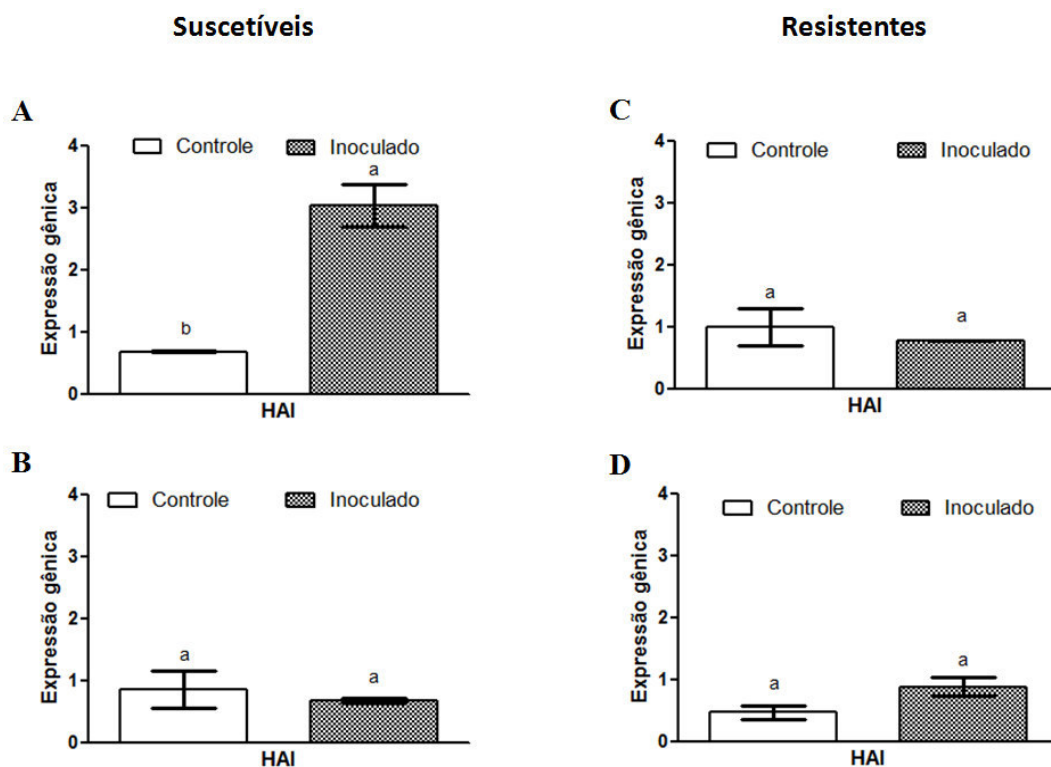 Suscetíveis
Resistentes
A
Controle
Inoculado
Expressão gênica
4
3
2
1
0
b
a
HAI
C
Controle
Inoculado
Expressão gênica
4
3
2
1
0
a
a
HAI
B
Controle
Inoculado
Expressão gênica
4
3
2
1
0
a
a
HAI
D
Controle
Inoculado
Expressão gênica
4
3
2
1
0
a
a
HAI